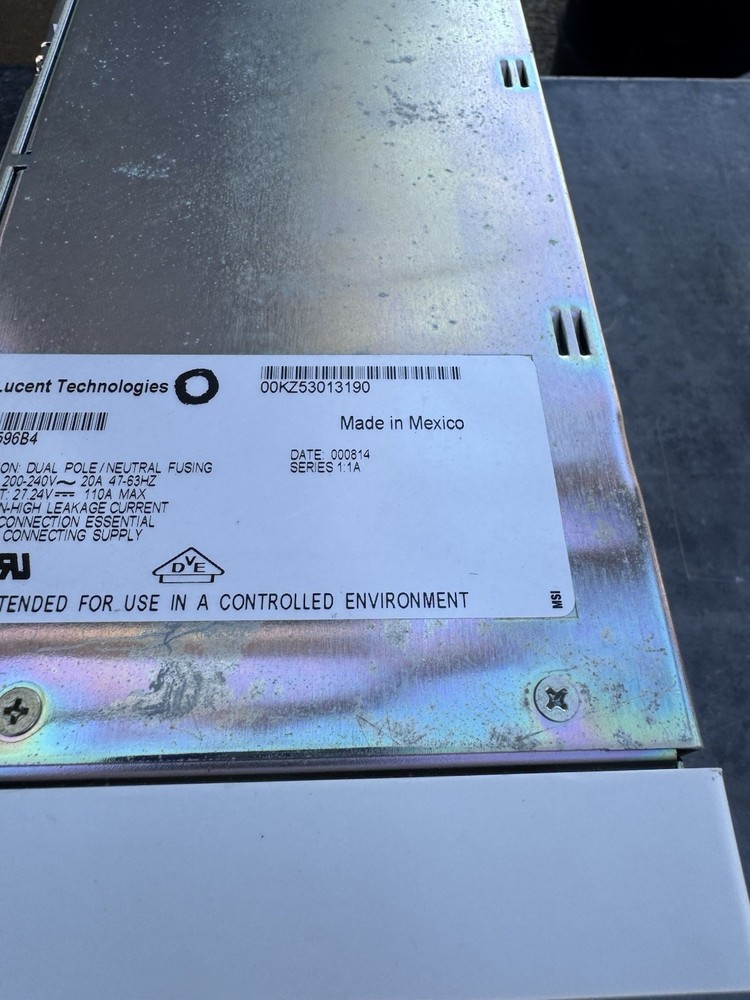 Lucent Technologies
00KZ53013190
596B4
Made in Mexico
ON: DUAL POLE/NEUTRAL FUSING
200-240V~ 20A 47-63HZ
T: 27.24V⎓ 110A MAX
N-HIGH LEAKAGE CURRENT
CONNECTION ESSENTIAL
CONNECTING SUPPLY
DATE: 000814
SERIES 1:1A
DVE
TENDED FOR USE IN A CONTROLLED ENVIRONMENT
MSI